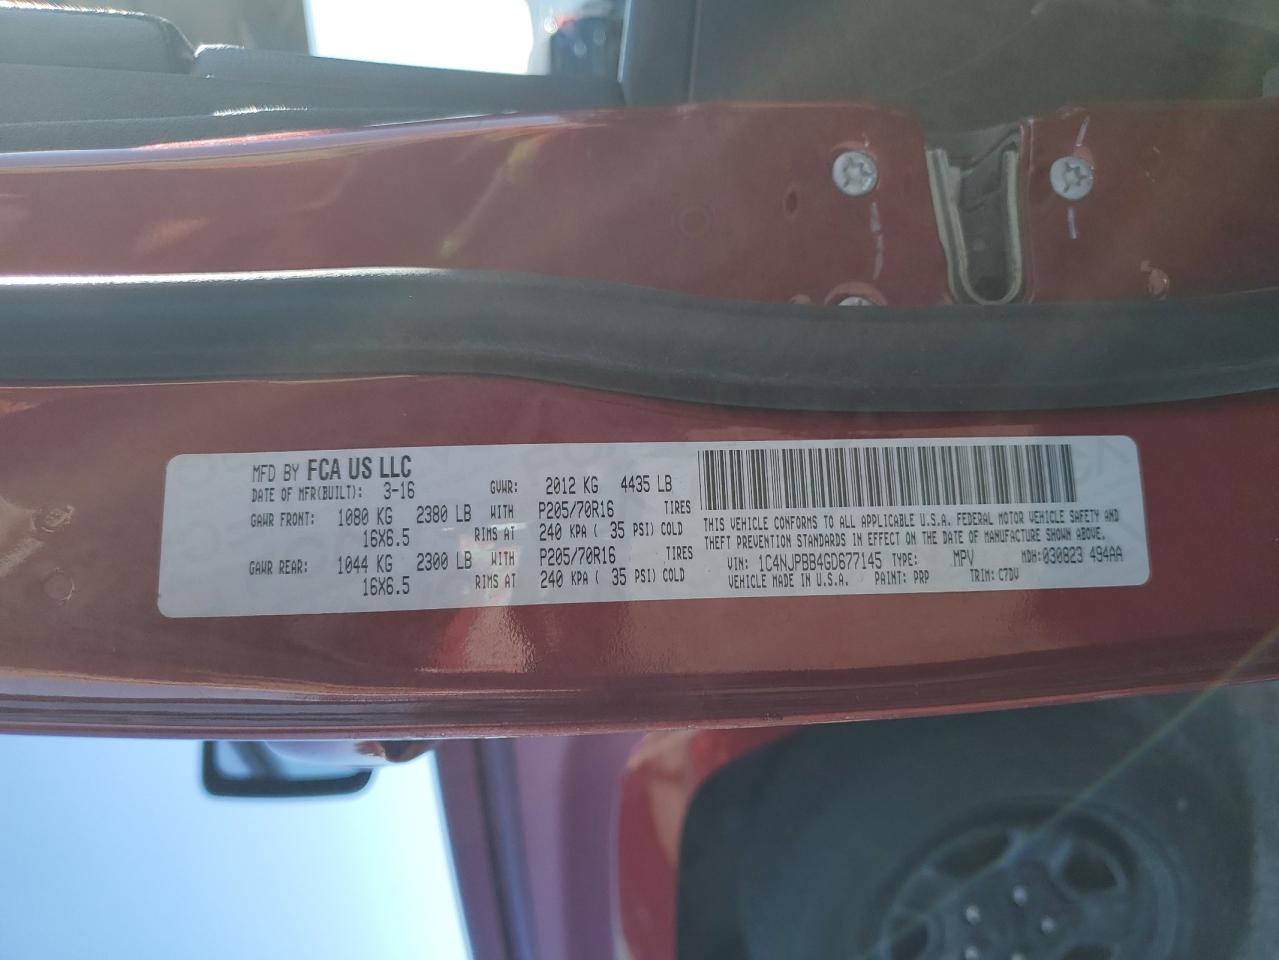 MFD BY FCA US LLC
DATE OF MFR(BUILT): 3-16 GVWR: 2012 KG 4435 LB
GAWR FRONT: 1080 KG 2380 LB WITH P205/70R16 TIRES
16X6.5 RIMS AT 240 KPA ( 35 PSI) COLD
GAWR REAR: 1044 KG 2300 LB WITH P205/70R16 TIRES
16X6.5 RIMS AT 240 KPA ( 35 PSI) COLD
THIS VEHICLE CONFORMS TO ALL APPLICABLE U.S.A. FEDERAL MOTOR VEHICLE SAFETY AND
THEFT PREVENTION STANDARDS IN EFFECT ON THE DATE OF MANUFACTURE SHOWN ABOVE.
VIN: 1C4NJPBB4GD677145 TYPE: MPV MDH:030823 494AA
VEHICLE MADE IN U.S.A. PAINT: PRP TRIM: C7DV